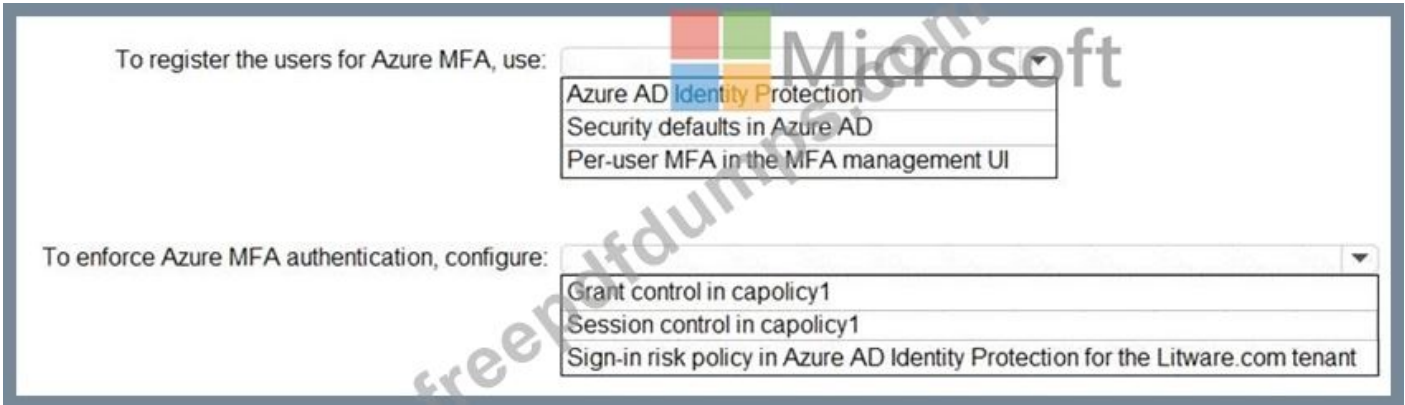 Microsoft
To register the users for Azure MFA, use:
Azure AD Identity Protection
Security defaults in Azure AD
Per-user MFA in the MFA management UI
To enforce Azure MFA authentication, configure:
Grant control in capolicy1
Session control in capolicy1
Sign-in risk policy in Azure AD Identity Protection for the Litware.com tenant
freepdfdumps.com